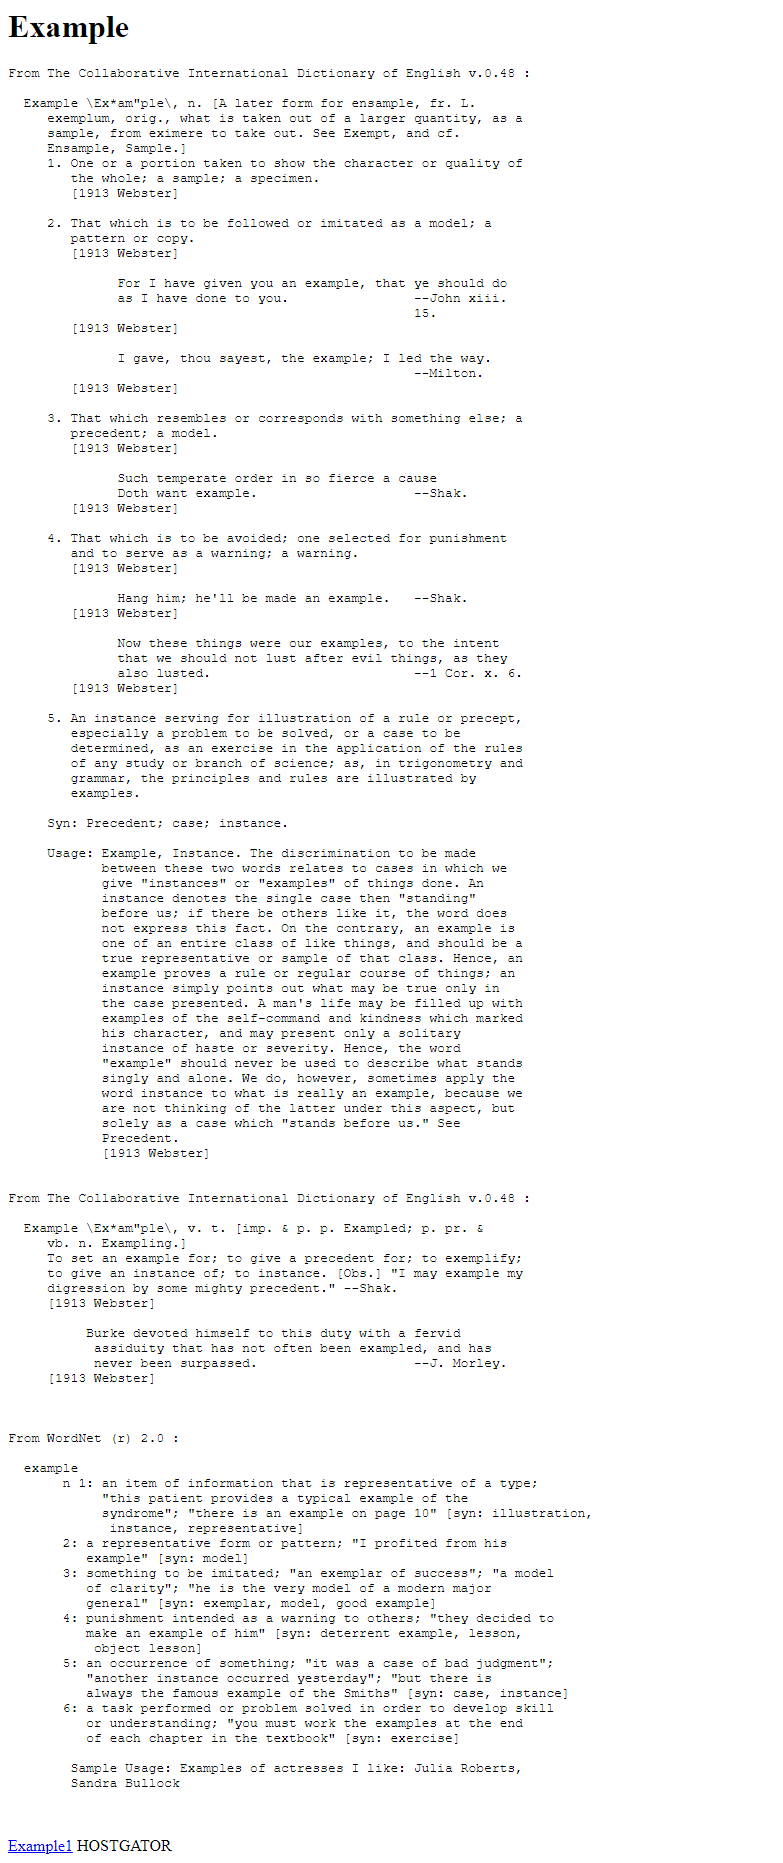 Example
From The Collaborative International Dictionary of English v.0.48 :
Example \Ex*am"ple\, n. [A later form for ensample, fr. L.
exemplum, orig., what is taken out of a larger quantity, as a
sample, from eximere to take out. See Exempt, and cf.
Ensample, Sample.]
1. One or a portion taken to show the character or quality of
the whole; a sample; a specimen.
[1913 Webster]
2. That which is to be followed or imitated as a model; a
pattern or copy.
[1913 Webster]
For I have given you an example, that ye should do
as I have done to you. --John xiii.
15.
[1913 Webster]
I gave, thou sayest, the example; I led the way.
--Milton.
[1913 Webster]
3. That which resembles or corresponds with something else; a
precedent; a model.
[1913 Webster]
Such temperate order in so fierce a cause
Doth want example. --Shak.
[1913 Webster]
4. That which is to be avoided; one selected for punishment
and to serve as a warning; a warning.
[1913 Webster]
Hang him; he'll be made an example. --Shak.
[1913 Webster]
Now these things were our examples, to the intent
that we should not lust after evil things, as they
also lusted. --1 Cor. x. 6.
[1913 Webster]
5. An instance serving for illustration of a rule or precept,
especially a problem to be solved, or a case to be
determined, as an exercise in the application of the rules
of any study or branch of science; as, in trigonometry and
grammar, the principles and rules are illustrated by
examples.
Syn: Precedent; case; instance.
Usage: Example, Instance. The discrimination to be made
between these two words relates to cases in which we
give "instances" or "examples" of things done. An
instance denotes the single case then "standing"
before us; if there be others like it, the word does
not express this fact. On the contrary, an example is
one of an entire class of like things, and should be a
true representative or sample of that class. Hence, an
example proves a rule or regular course of things; an
instance simply points out what may be true only in
the case presented. A man's life may be filled up with
examples of the self-command and kindness which marked
his character, and may present only a solitary
instance of haste or severity. Hence, the word
"example" should never be used to describe what stands
singly and alone. We do, however, sometimes apply the
word instance to what is really an example, because we
are not thinking of the latter under this aspect, but
solely as a case which "stands before us." See
Precedent.
[1913 Webster]
From The Collaborative International Dictionary of English v.0.48 :
Example \Ex*am"ple\, v. t. [imp. & p. p. Exampled; p. pr. &
vb. n. Exampling.]
To set an example for; to give a precedent for; to exemplify;
to give an instance of; to instance. [Obs.] "I may example my
digression by some mighty precedent." --Shak.
[1913 Webster]
Burke devoted himself to this duty with a fervid
assiduity that has not often been exampled, and has
never been surpassed. --J. Morley.
[1913 Webster]
From WordNet (r) 2.0 :
example
n 1: an item of information that is representative of a type;
"this patient provides a typical example of the
syndrome"; "there is an example on page 10" [syn: illustration,
instance, representative]
2: a representative form or pattern; "I profited from his
example" [syn: model]
3: something to be imitated; "an exemplar of success"; "a model
of clarity"; "he is the very model of a modern major
general" [syn: exemplar, model, good example]
4: punishment intended as a warning to others; "they decided to
make an example of him" [syn: deterrent example, lesson,
object lesson]
5: an occurrence of something; "it was a case of bad judgment";
"another instance occurred yesterday"; "but there is
always the famous example of the Smiths" [syn: case, instance]
6: a task performed or problem solved in order to develop skill
or understanding; "you must work the examples at the end
of each chapter in the textbook" [syn: exercise]
Sample Usage: Examples of actresses I like: Julia Roberts,
Sandra Bullock
Example1 HOSTGATOR